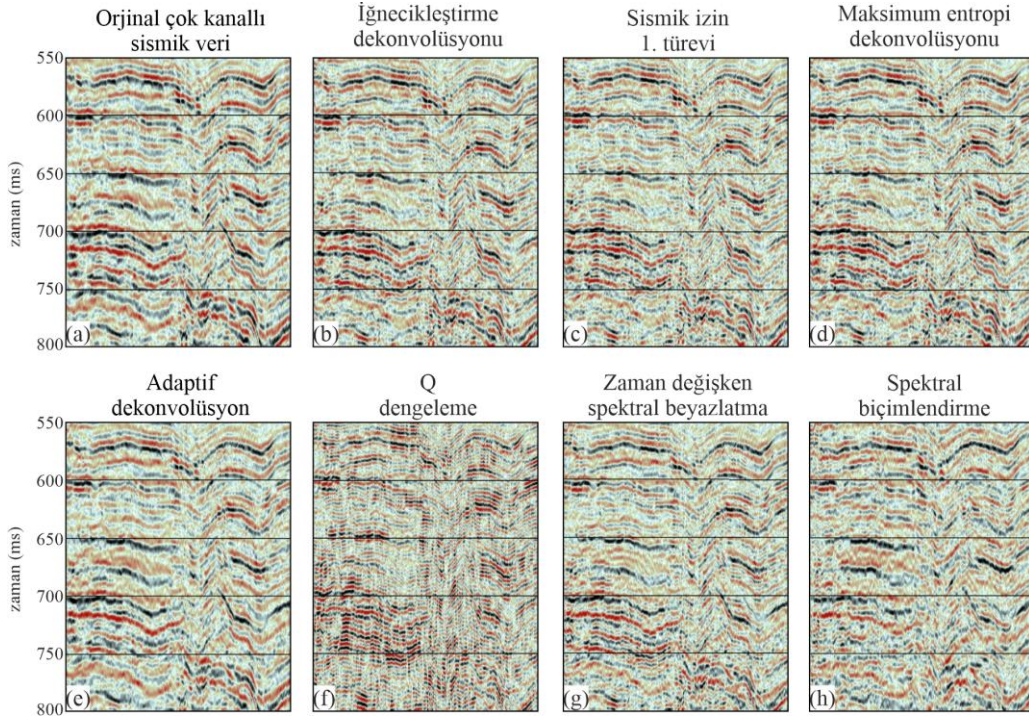 Orjinal çok kanallı
sismik veri
İğnecikleştirme
dekonvolüsyonu
Sismik izin
1. türevi
Maksimum entropi
dekonvolüsyonu
zaman (ms)
550
600
650
700
750
800
(a)
(b)
(c)
(d)
Adaptif
dekonvolüsyon
Q
dengeleme
Zaman değişken
spektral beyazlatma
Spektral
biçimlendirme
zaman (ms)
550
600
650
700
750
800
(e)
(f)
(g)
(h)